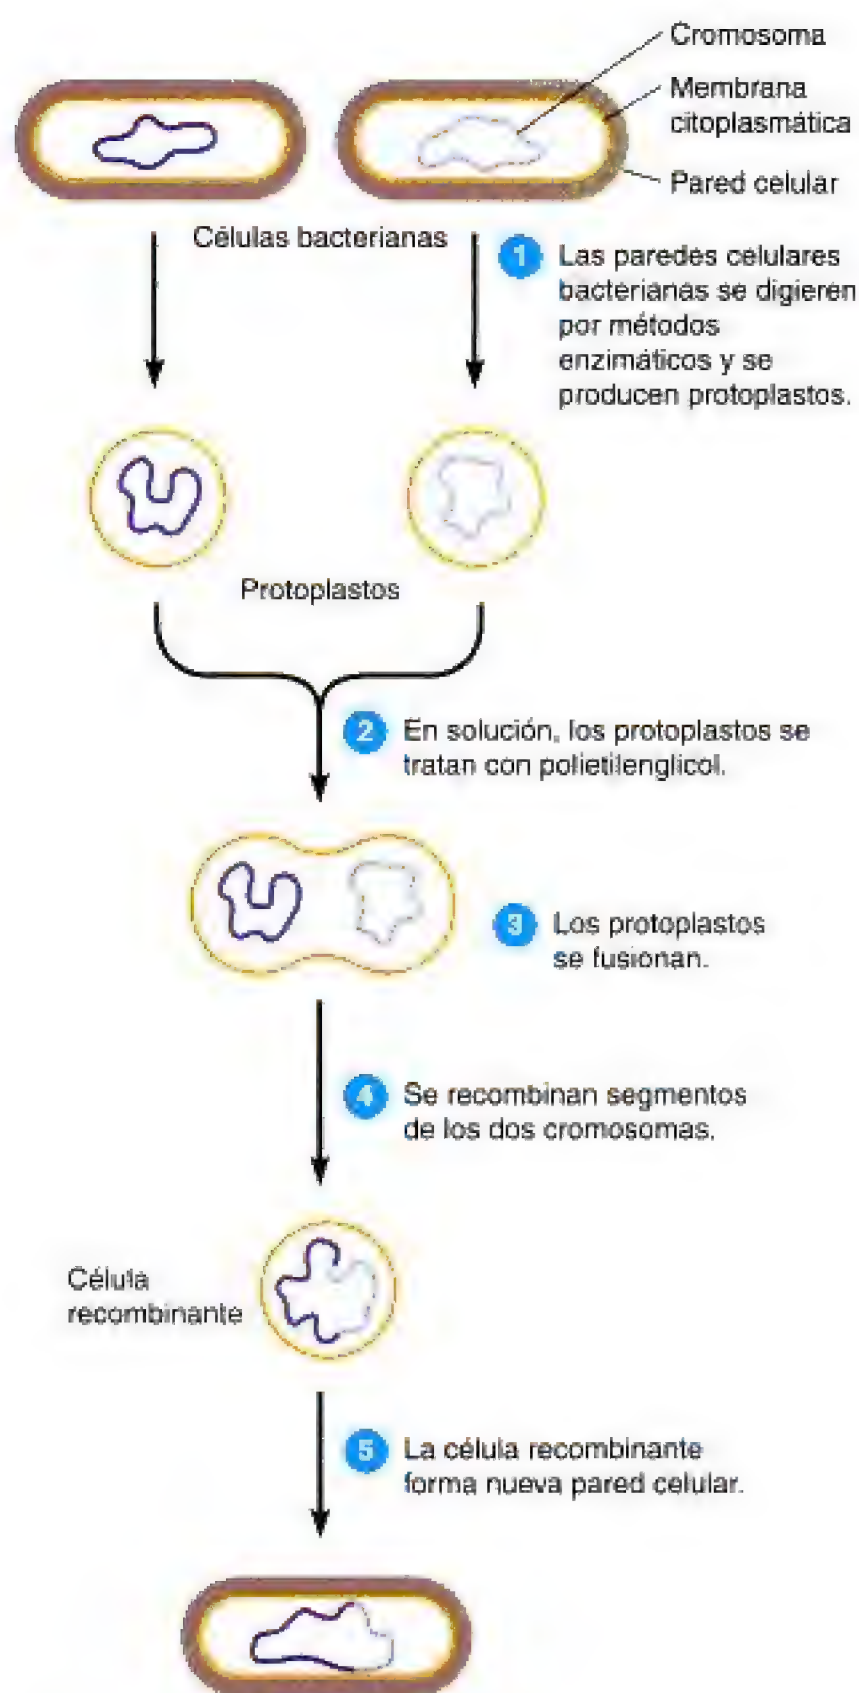 Cromosoma
Membrana
citoplasmática
Pared celular
Células bacterianas
1 Las paredes celulares
bacterianas se digieren
por métodos
enzimáticos y se
producen protoplastos.
Protoplastos
2 En solución, los protoplastos se
tratan con polietilenglicol.
3 Los protoplastos
se fusionan.
4 Se recombinan segmentos
de los dos cromosomas.
Célula
recombinante
5 La célula recombinante
forma nueva pared celular.